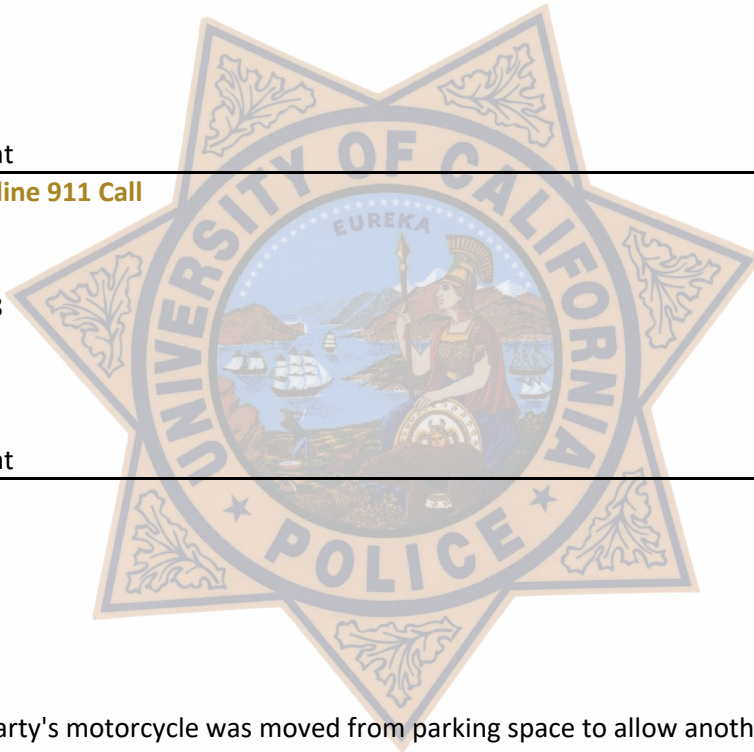 nt
line 911 Call
UNIVERSITY OF CALIFORNIA
EUREKA
nt
POLICE
arty's motorcycle was moved from parking space to allow anoth